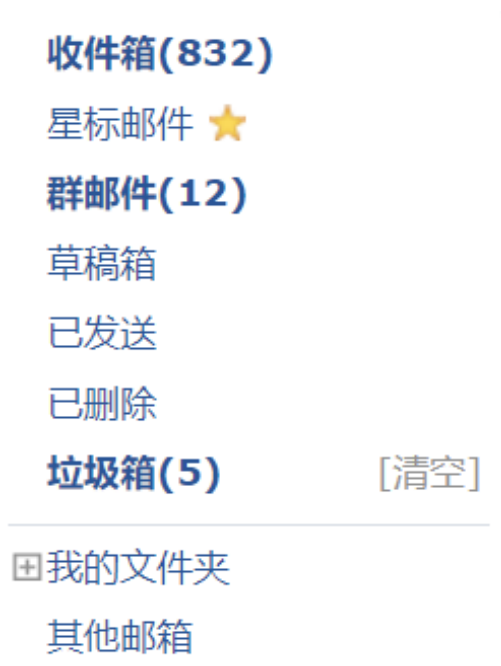 收件箱(832)
星标邮件
群邮件(12)
草稿箱
已发送
已删除
垃圾箱(5) [清空]
我的文件夹
其他邮箱